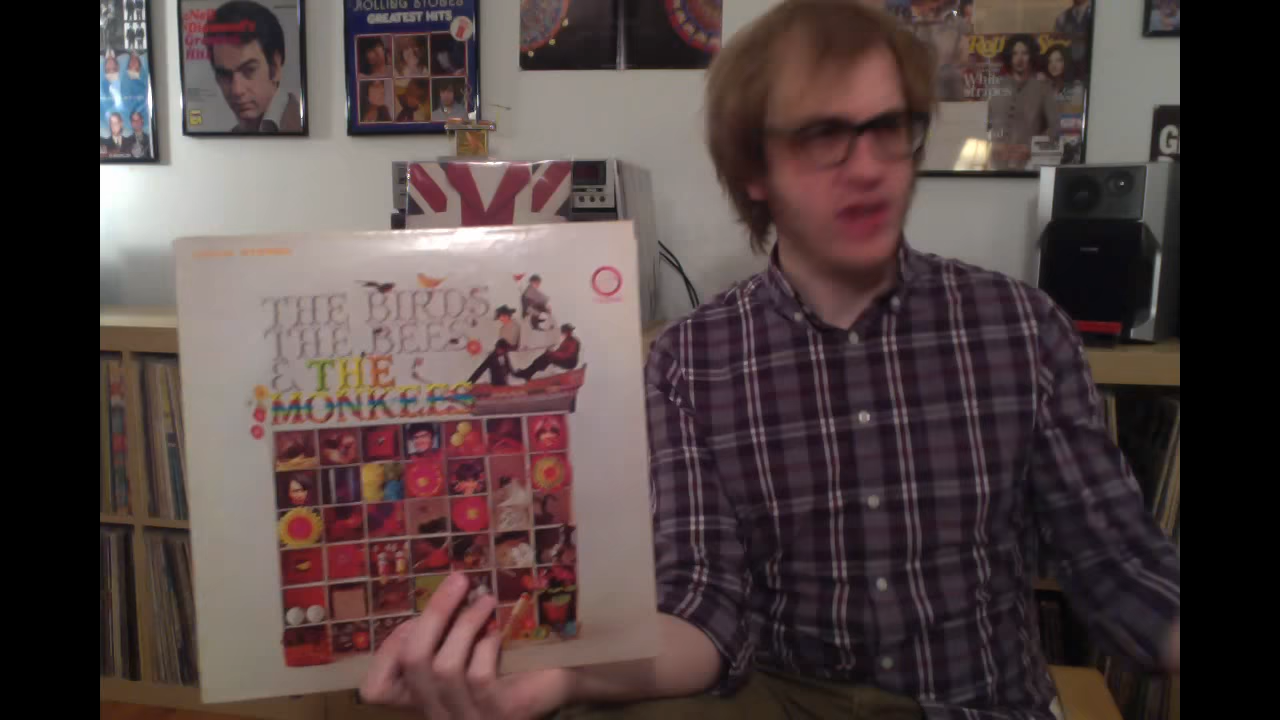 Neil
Diamond's
Greatest
Hits
ROLLING STONES
GREATEST HITS
White
Stripes
G
THE BIRDS
THE BEES
& THE
MONKEES